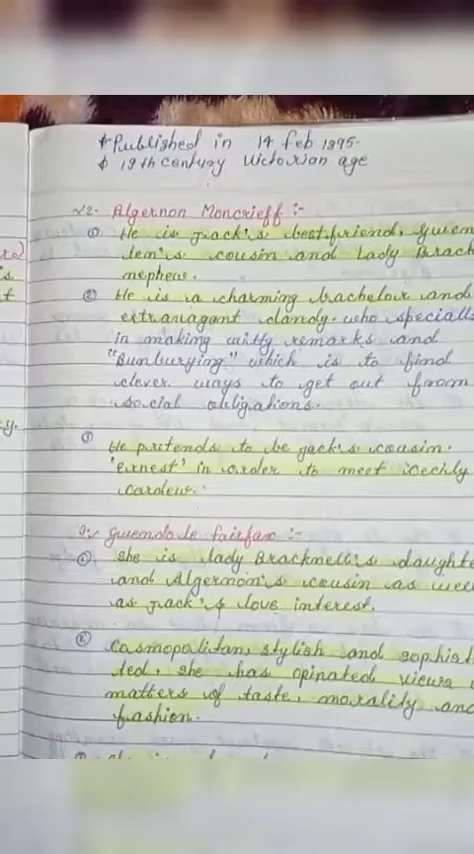 * Published in 14 feb 1895.
* 19th century Victorian age
√2. Algernon Moncrieff :-
① He is Jack's best friend, Guen
dem's cousin and Lady Brack
nephew.
② He is a charming bachelor and
extravagant dandy. who speciall
in making witty remarks and
"Bunburying" which is to find
clever ways to get out from
social obligations.
③ He pretends to be Jack's cousin.
'Ernest' in order to meet Cecily
Cardew.
Guendole fairfax :-
① She is lady Bracknell's daughte
and Algernon's cousin as well
as Jack's love interest.
② Cosmopolitan, stylish and sophist
ted, she has opinated views
matters of taste, morality and
fashion.